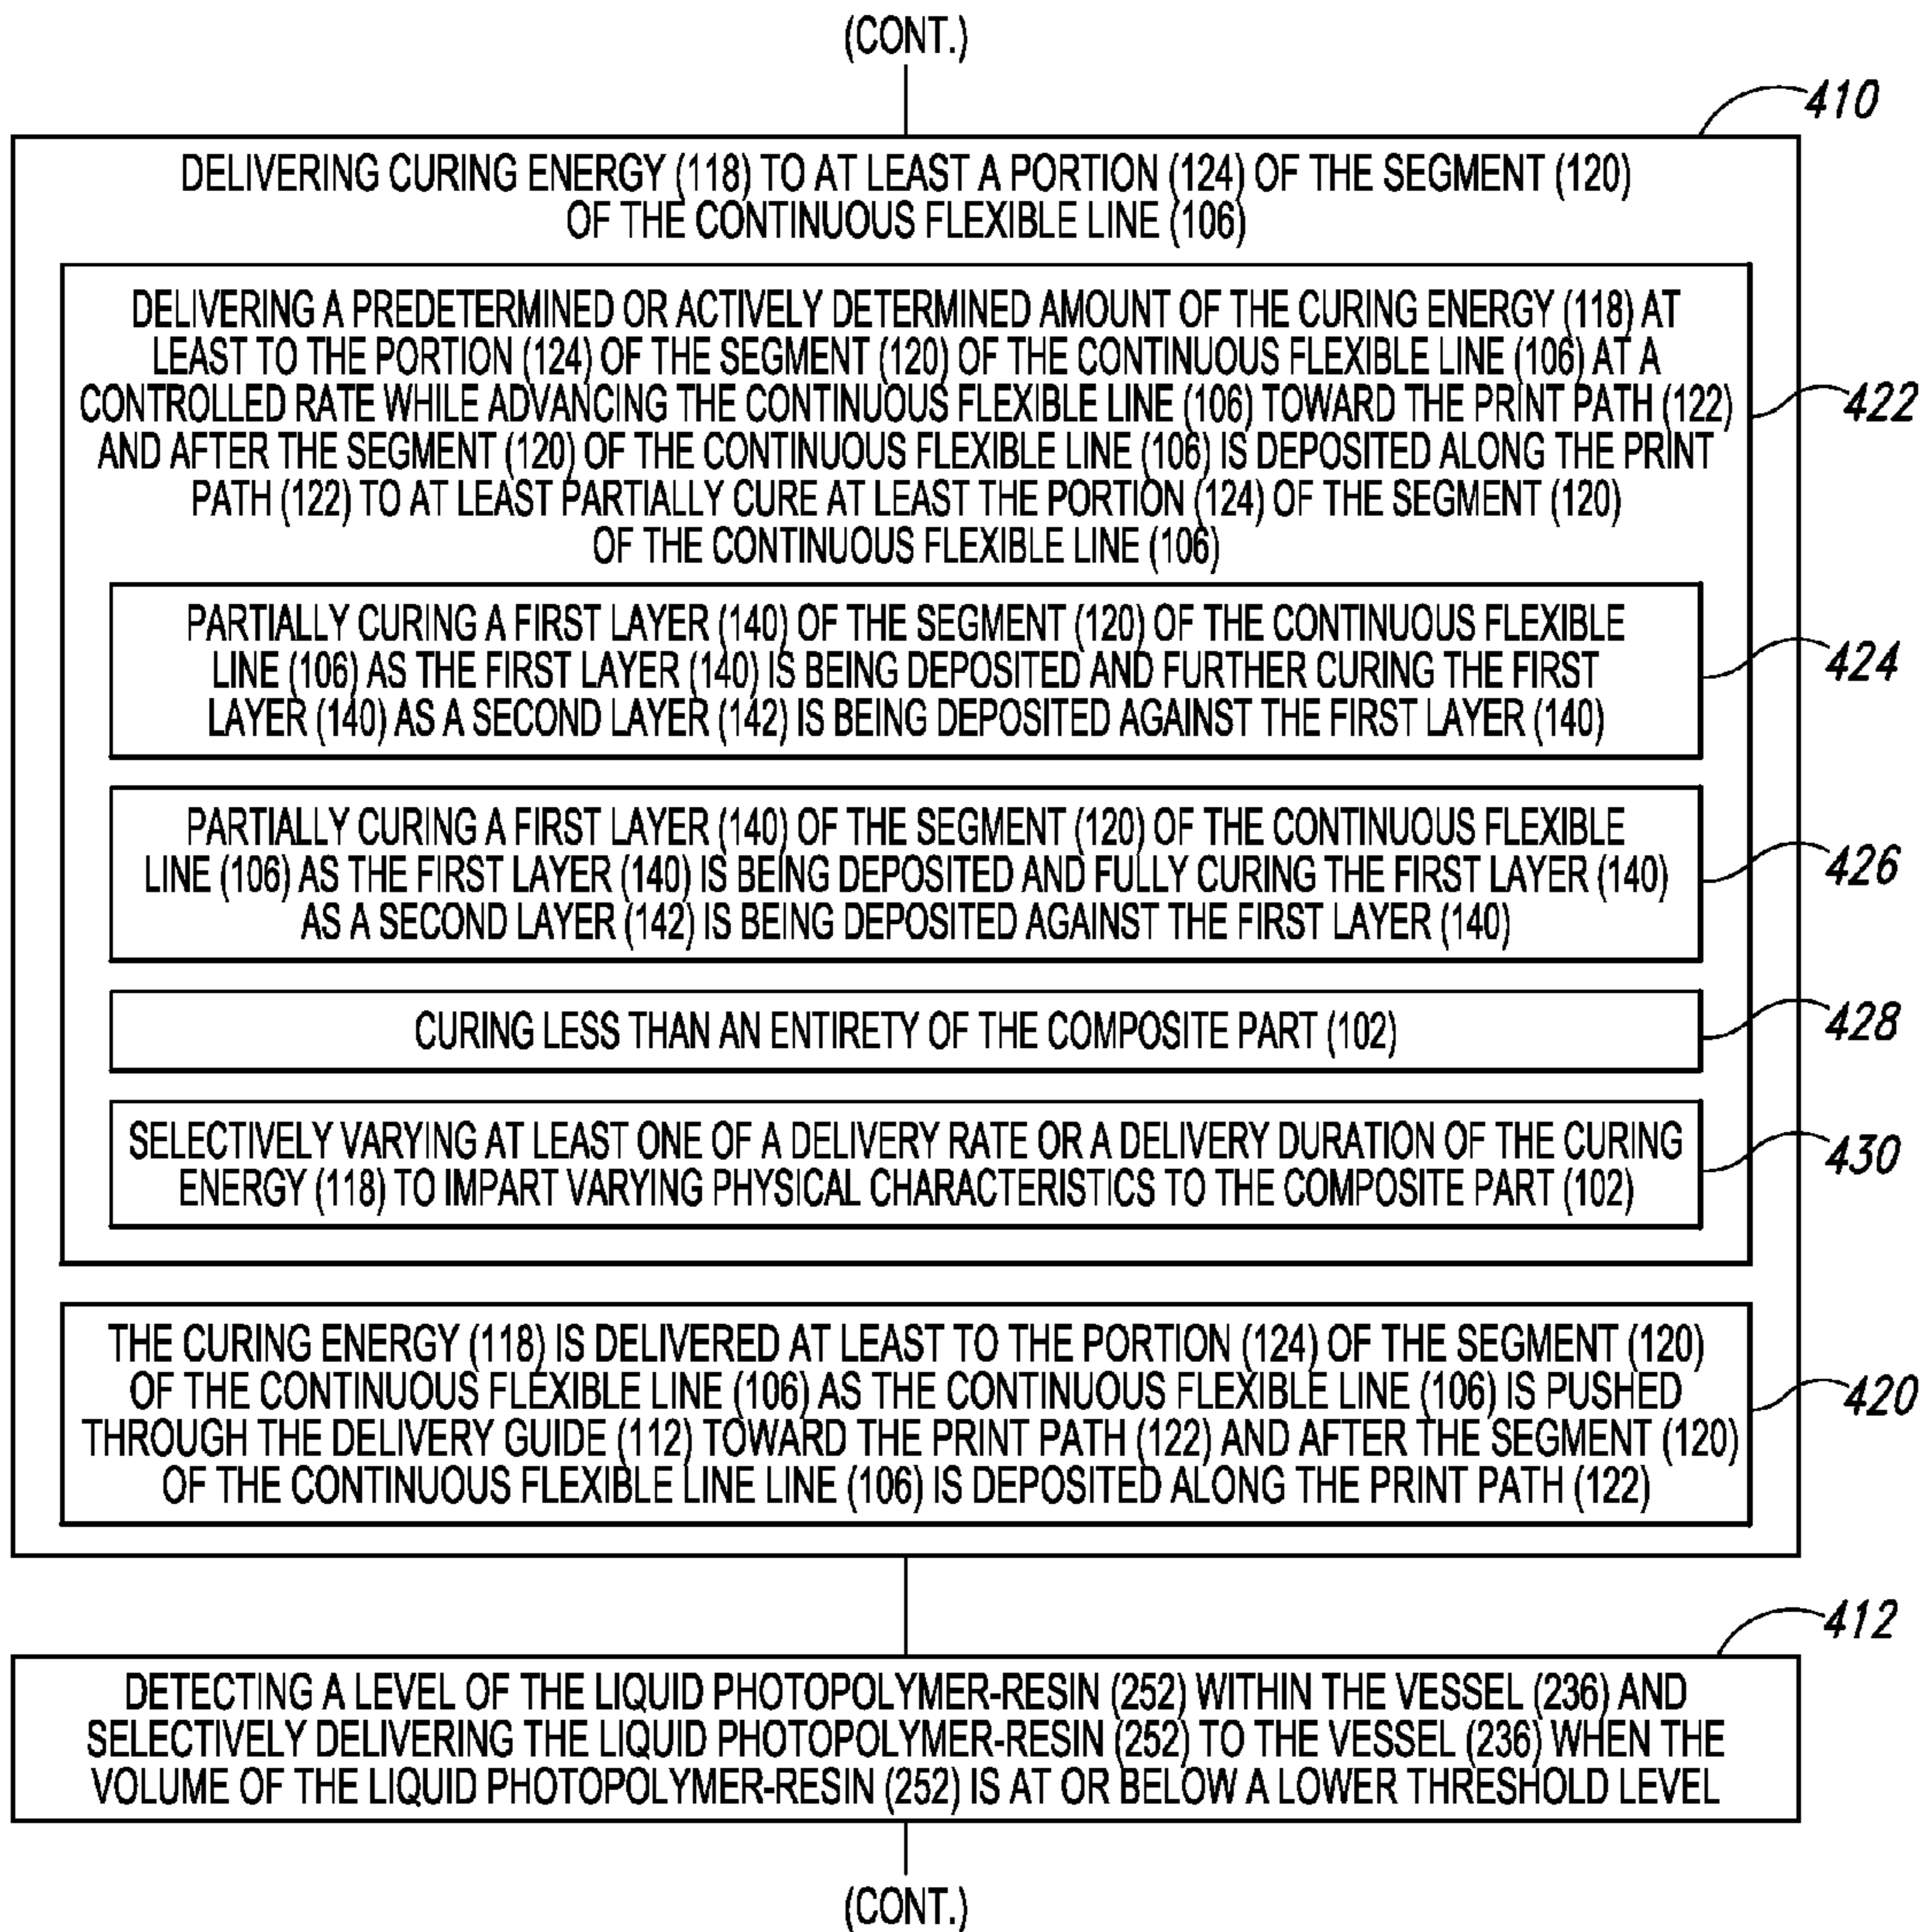 (CONT.)
410
DELIVERING CURING ENERGY (118) TO AT LEAST A PORTION (124) OF THE SEGMENT (120)
OF THE CONTINUOUS FLEXIBLE LINE (106)
DELIVERING A PREDETERMINED OR ACTIVELY DETERMINED AMOUNT OF THE CURING ENERGY (118) AT
LEAST TO THE PORTION (124) OF THE SEGMENT (120) OF THE CONTINUOUS FLEXIBLE LINE (106) AT A
CONTROLLED RATE WHILE ADVANCING THE CONTINUOUS FLEXIBLE LINE (106) TOWARD THE PRINT PATH (122)
AND AFTER THE SEGMENT (120) OF THE CONTINUOUS FLEXIBLE LINE (106) IS DEPOSITED ALONG THE PRINT
PATH (122) TO AT LEAST PARTIALLY CURE AT LEAST THE PORTION (124) OF THE SEGMENT (120)
OF THE CONTINUOUS FLEXIBLE LINE (106)
422
PARTIALLY CURING A FIRST LAYER (140) OF THE SEGMENT (120) OF THE CONTINUOUS FLEXIBLE
LINE (106) AS THE FIRST LAYER (140) IS BEING DEPOSITED AND FURTHER CURING THE FIRST
LAYER (140) AS A SECOND LAYER (142) IS BEING DEPOSITED AGAINST THE FIRST LAYER (140)
424
PARTIALLY CURING A FIRST LAYER (140) OF THE SEGMENT (120) OF THE CONTINUOUS FLEXIBLE
LINE (106) AS THE FIRST LAYER (140) IS BEING DEPOSITED AND FULLY CURING THE FIRST LAYER (140)
AS A SECOND LAYER (142) IS BEING DEPOSITED AGAINST THE FIRST LAYER (140)
426
CURING LESS THAN AN ENTIRETY OF THE COMPOSITE PART (102)
428
SELECTIVELY VARYING AT LEAST ONE OF A DELIVERY RATE OR A DELIVERY DURATION OF THE CURING
ENERGY (118) TO IMPART VARYING PHYSICAL CHARACTERISTICS TO THE COMPOSITE PART (102)
430
THE CURING ENERGY (118) IS DELIVERED AT LEAST TO THE PORTION (124) OF THE SEGMENT (120)
OF THE CONTINUOUS FLEXIBLE LINE (106) AS THE CONTINUOUS FLEXIBLE LINE (106) IS PUSHED
THROUGH THE DELIVERY GUIDE (112) TOWARD THE PRINT PATH (122) AND AFTER THE SEGMENT (120)
OF THE CONTINUOUS FLEXIBLE LINE LINE (106) IS DEPOSITED ALONG THE PRINT PATH (122)
420
412
DETECTING A LEVEL OF THE LIQUID PHOTOPOLYMER-RESIN (252) WITHIN THE VESSEL (236) AND
SELECTIVELY DELIVERING THE LIQUID PHOTOPOLYMER-RESIN (252) TO THE VESSEL (236) WHEN THE
VOLUME OF THE LIQUID PHOTOPOLYMER-RESIN (252) IS AT OR BELOW A LOWER THRESHOLD LEVEL
(CONT.)